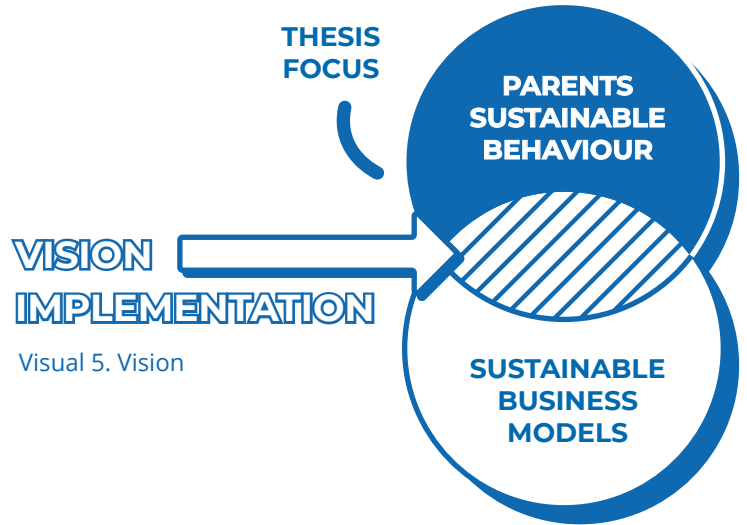 THESIS
FOCUS
PARENTS
SUSTAINABLE
BEHAVIOUR
VISION
IMPLEMENTATION
Visual 5. Vision
SUSTAINABLE
BUSINESS
MODELS